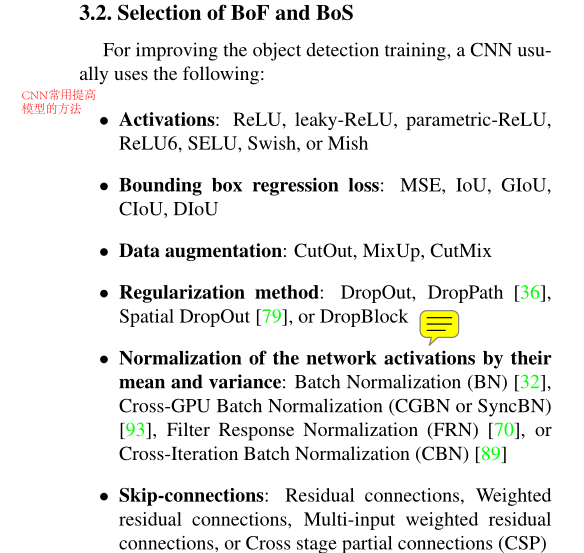 3.2. Selection of BoF and BoS
For improving the object detection training, a CNN usu-
ally uses the following:
CNN常用提高
模型的方法
• Activations: ReLU, leaky-ReLU, parametric-ReLU,
ReLU6, SELU, Swish, or Mish
• Bounding box regression loss: MSE, IoU, GIoU,
CIoU, DIoU
• Data augmentation: CutOut, MixUp, CutMix
• Regularization method: DropOut, DropPath [36],
Spatial DropOut [79], or DropBlock
• Normalization of the network activations by their
mean and variance: Batch Normalization (BN) [32],
Cross-GPU Batch Normalization (CGBN or SyncBN)
[93], Filter Response Normalization (FRN) [70], or
Cross-Iteration Batch Normalization (CBN) [89]
• Skip-connections: Residual connections, Weighted
residual connections, Multi-input weighted residual
connections, or Cross stage partial connections (CSP)